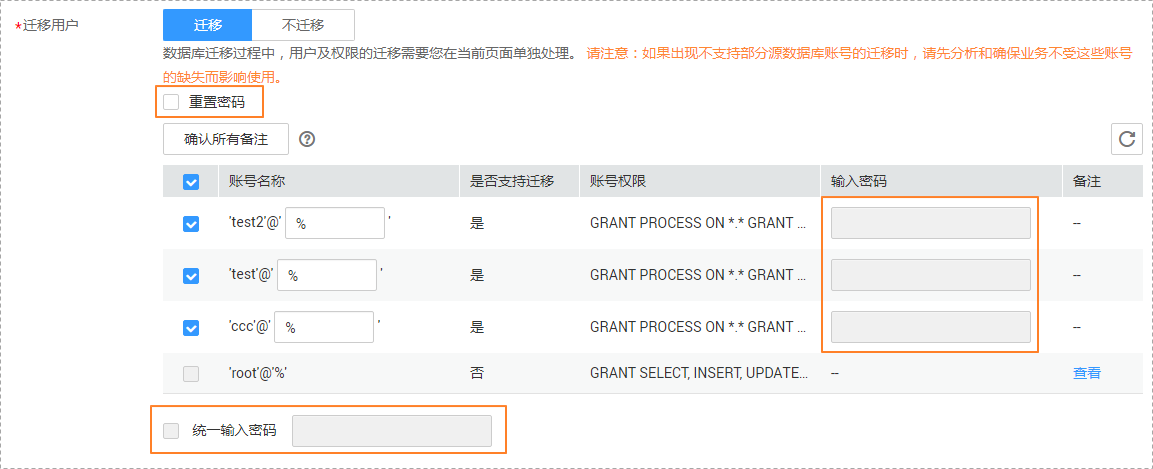 *迁移用户 迁移 不迁移
数据库迁移过程中，用户及权限的迁移需要您在当前页面单独处理。 请注意：如果出现不支持部分源数据库账号的迁移时，请先分析和确保业务不受这些账号
的缺失而影响使用。
重置密码
确认所有备注 ?
账号名称 是否支持迁移 账号权限 输入密码 备注
'test2'@' % ' 是 GRANT PROCESS ON *.* GRANT ... --
'test'@' % ' 是 GRANT PROCESS ON *.* GRANT ... --
'ccc'@' % ' 是 GRANT PROCESS ON *.* GRANT ... --
'root'@'%' 否 GRANT SELECT, INSERT, UPDATE... -- 查看
统一输入密码